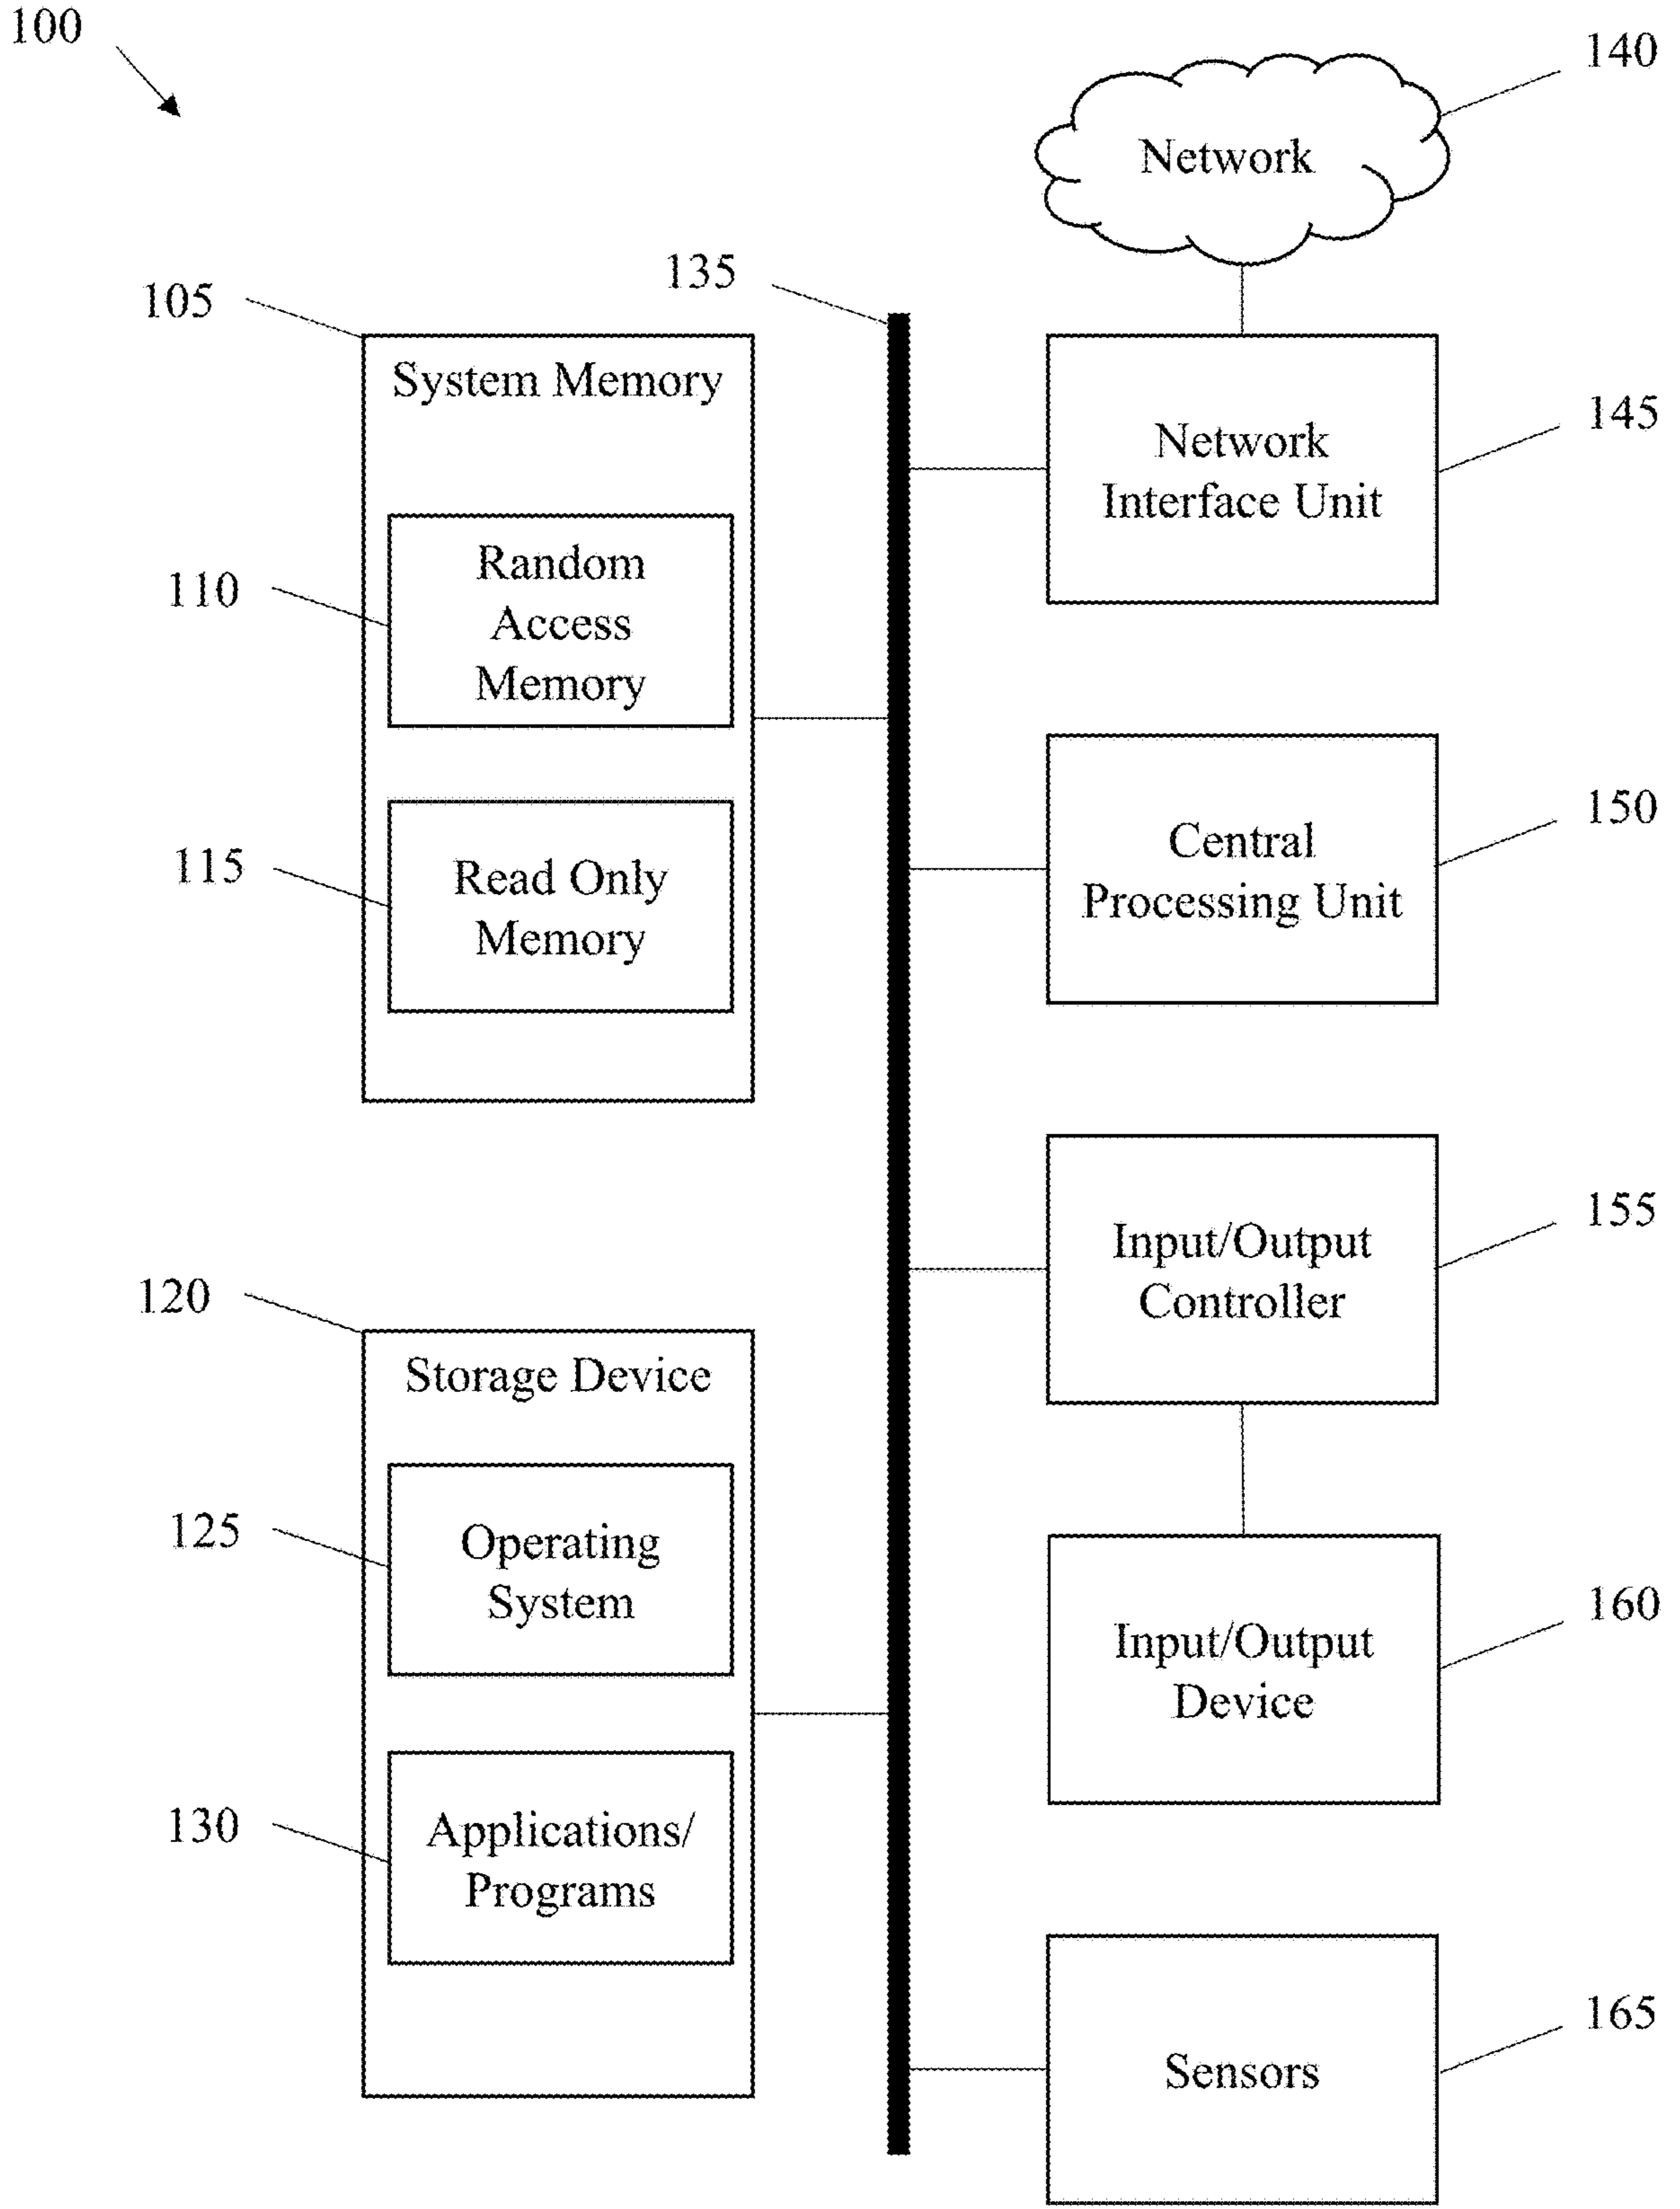 100
140
Network
135
105
System Memory
Network
Interface Unit
145
110
Random
Access
Memory
150
Central
Processing Unit
115
Read Only
Memory
155
Input/Output
Controller
120
Storage Device
125
Operating
System
160
Input/Output
Device
130
Applications/
Programs
165
Sensors